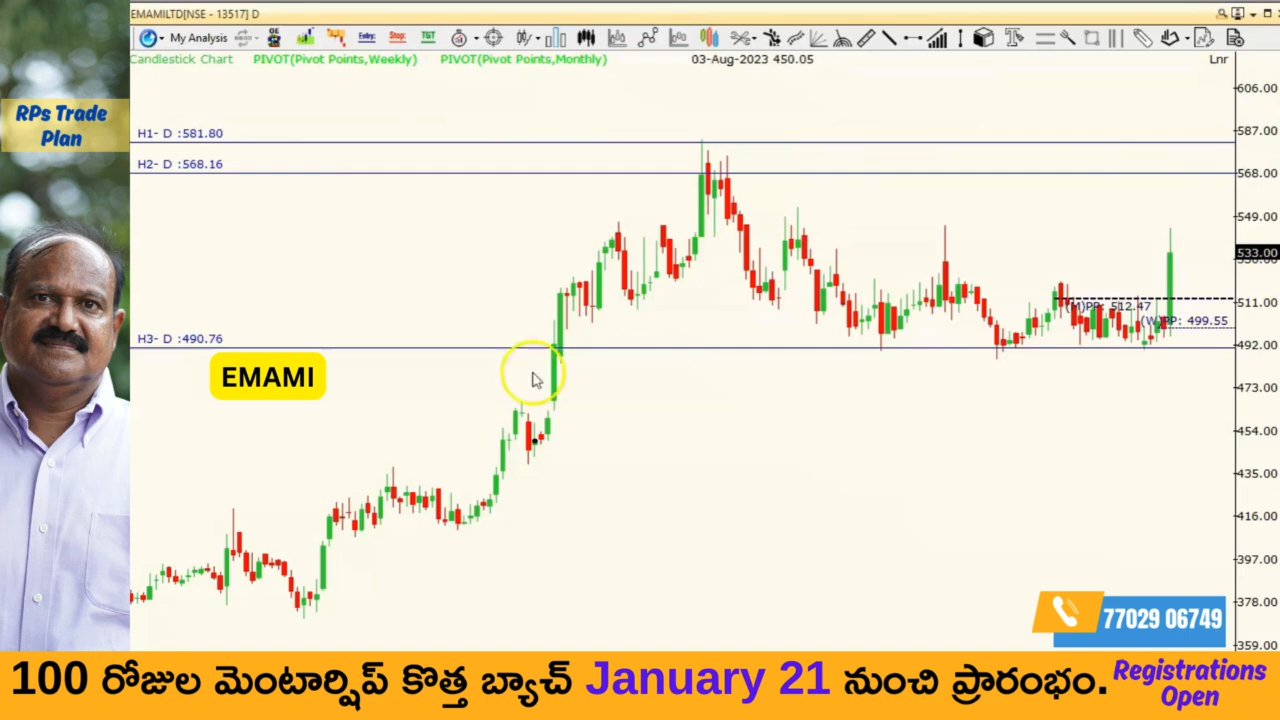 EMAMILTD[NSE - 13517] D
My Analysis
Entry:
Stop:
TGT
Candlestick Chart
PIVOT(Pivot Points,Weekly)
PIVOT(Pivot Points,Monthly)
03-Aug-2023 450.05
Lnr
RPs Trade
Plan
H1- D :581.80
H2- D :568.16
H3- D :490.76
EMAMI
(M)PP: 512.47
(W)PP: 499.55
606.00
587.00
568.00
549.00
533.00
511.00
492.00
473.00
454.00
435.00
416.00
397.00
378.00
359.00
77029 06749
100 రోజుల మెంటార్షిప్ కొత్త బ్యాచ్ January 21 నుంచి ప్రారంభం.
Registrations
Open